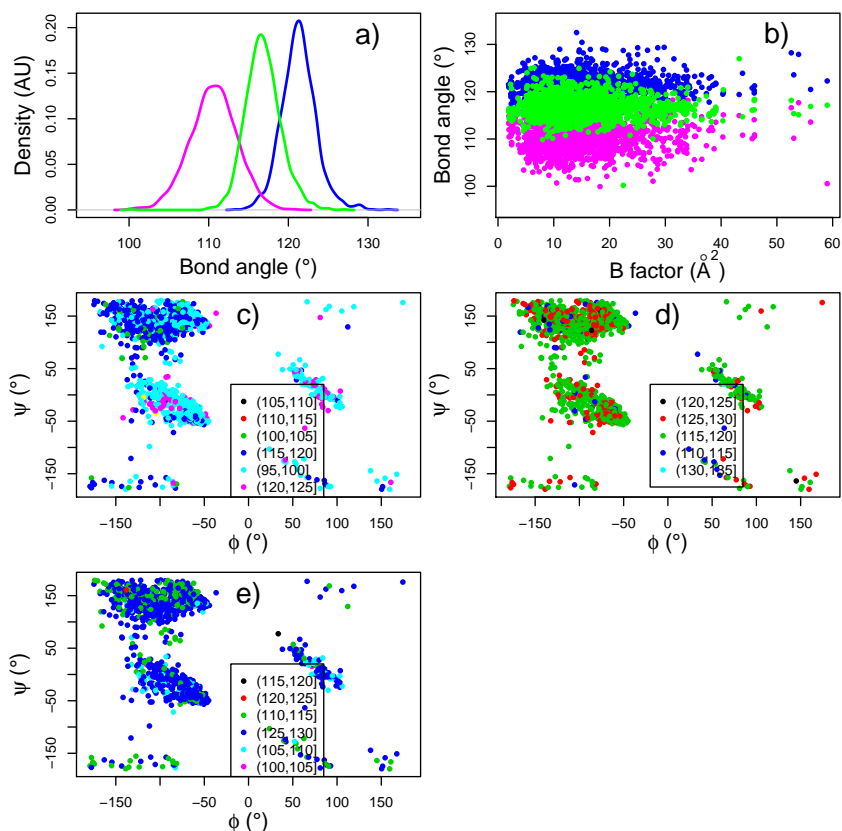 a)
0.20
0.15
0.10
0.05
0.00
Density (AU)
100 110 120 130
Bond angle (°)
b)
130
120
110
100
Bond angle (°)
0 10 20 30 40 50 60
B factor (Å²)
c)
150
50
−50
−150
ψ (°)
(105,110]
(110,115]
(100,105]
(115,120]
(95,100]
(120,125]
−150 −50 0 50 100 150
ϕ (°)
d)
150
50
−50
−150
ψ (°)
(120,125]
(125,130]
(115,120]
(110,115]
(130,135]
−150 −50 0 50 100 150
ϕ (°)
e)
150
50
−50
−150
ψ (°)
(115,120]
(120,125]
(110,115]
(125,130]
(105,110]
(100,105]
−150 −50 0 50 100 150
ϕ (°)